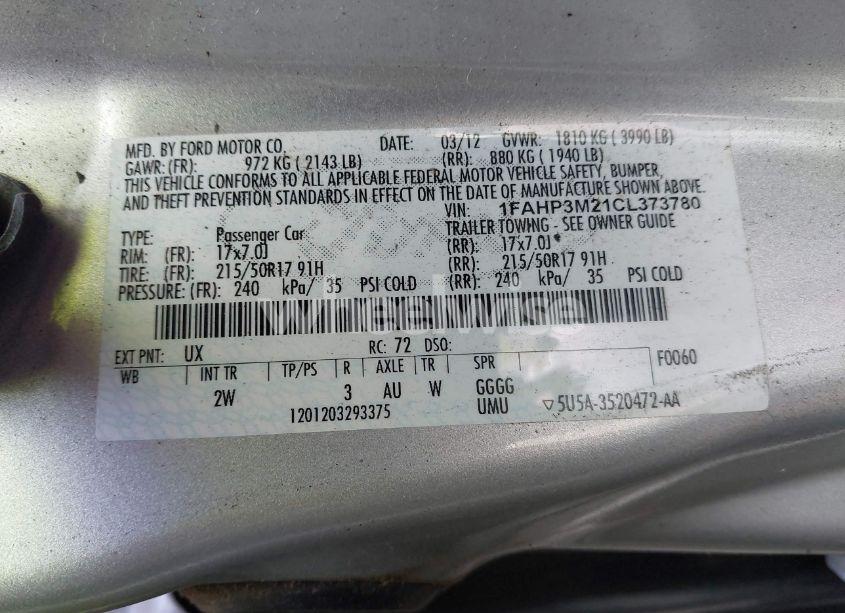 MFD. BY FORD MOTOR CO. DATE: 03/12 GVWR: 1810 KG ( 3990 LB)
GAWR: (FR): 972 KG ( 2143 LB) (RR): 880 KG ( 1940 LB)
THIS VEHICLE CONFORMS TO ALL APPLICABLE FEDERAL MOTOR VEHICLE SAFETY, BUMPER,
AND THEFT PREVENTION STANDARDS IN EFFECT ON THE DATE OF MANUFACTURE SHOWN ABOVE.
VIN: 1FAHP3M21CL373780
TYPE: Passenger Car TRAILER TOWING - SEE OWNER GUIDE
RIM: (FR): 17x7.0J (RR): 17x7.0J
TIRE: (FR): 215/50R17 91H (RR): 215/50R17 91H
PRESSURE: (FR): 240 kPa/ 35 PSI COLD (RR): 240 kPa/ 35 PSI COLD
EXT PNT: UX RC: 72 DSO: F0060
WB INT TR TP/PS R AXLE TR SPR
2W 3 AU W GGGG
1201203293375 UMU ▽5U5A-3520472-AA